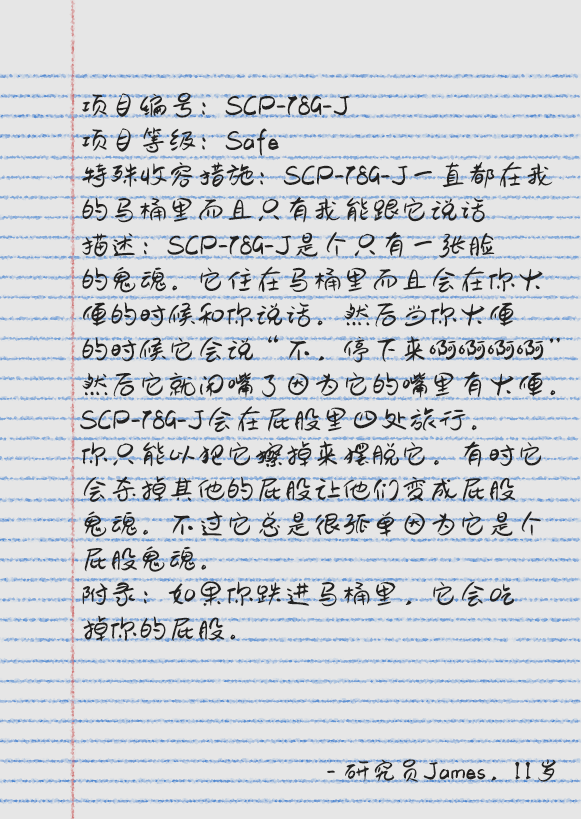 项目编号：SCP-789-J
项目等级：Safe
特殊收容措施：SCP-789-J一直都在我
的马桶里而且只有我能跟它说话
描述：SCP-789-J是个只有一张脸
的鬼魂。它住在马桶里而且会在你大
便的时候和你说话。然后当你大便
的时候它会说“不，停下来啊啊啊啊”
然后它就闭嘴了因为它的嘴里有大便。
SCP-789-J会在屁股里四处旅行。
你只能以把它擦掉来摆脱它。有时它
会杀掉其他的屁股让他们变成屁股
鬼魂。不过它总是很孤单因为它是个
屁股鬼魂。
附录：如果你跌进马桶里，它会吃
掉你的屁股。
-研究员James，11岁